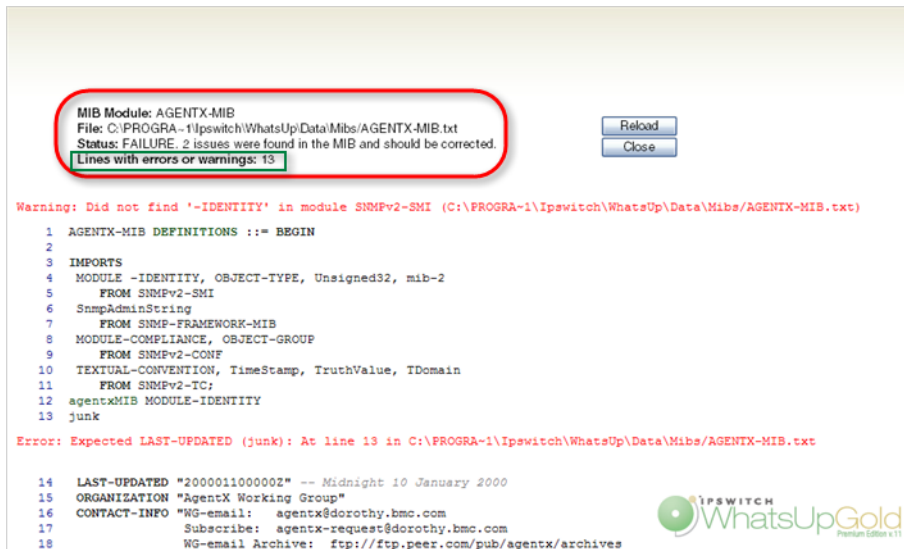 MIB Module: AGENTX-MIB
File: C:\PROGRA~1\Ipswitch\WhatsUp\Data\Mibs/AGENTX-MIB.txt
Status: FAILURE. 2 issues were found in the MIB and should be corrected.
Lines with errors or warnings: 13
Reload
Close
Warning: Did not find '-IDENTITY' in module SNMPv2-SMI (C:\PROGRA~1\Ipswitch\WhatsUp\Data\Mibs/AGENTX-MIB.txt)
1 AGENTX-MIB DEFINITIONS ::= BEGIN
2
3 IMPORTS
4 MODULE -IDENTITY, OBJECT-TYPE, Unsigned32, mib-2
5 FROM SNMPv2-SMI
6 SnmpAdminString
7 FROM SNMP-FRAMEWORK-MIB
8 MODULE-COMPLIANCE, OBJECT-GROUP
9 FROM SNMPv2-CONF
10 TEXTUAL-CONVENTION, TimeStamp, TruthValue, TDomain
11 FROM SNMPv2-TC;
12 agentxMIB MODULE-IDENTITY
13 junk
Error: Expected LAST-UPDATED (junk): At line 13 in C:\PROGRA~1\Ipswitch\WhatsUp\Data\Mibs/AGENTX-MIB.txt
14 LAST-UPDATED "200001100000Z" -- Midnight 10 January 2000
15 ORGANIZATION "AgentX Working Group"
16 CONTACT-INFO "WG-email: agentx@dorothy.bmc.com
17 Subscribe: agentx-request@dorothy.bmc.com
18 WG-email Archive: ftp://ftp.peer.com/pub/agentx/archives
IPSWITCH
WhatsUpGold
Premium Edition v.11